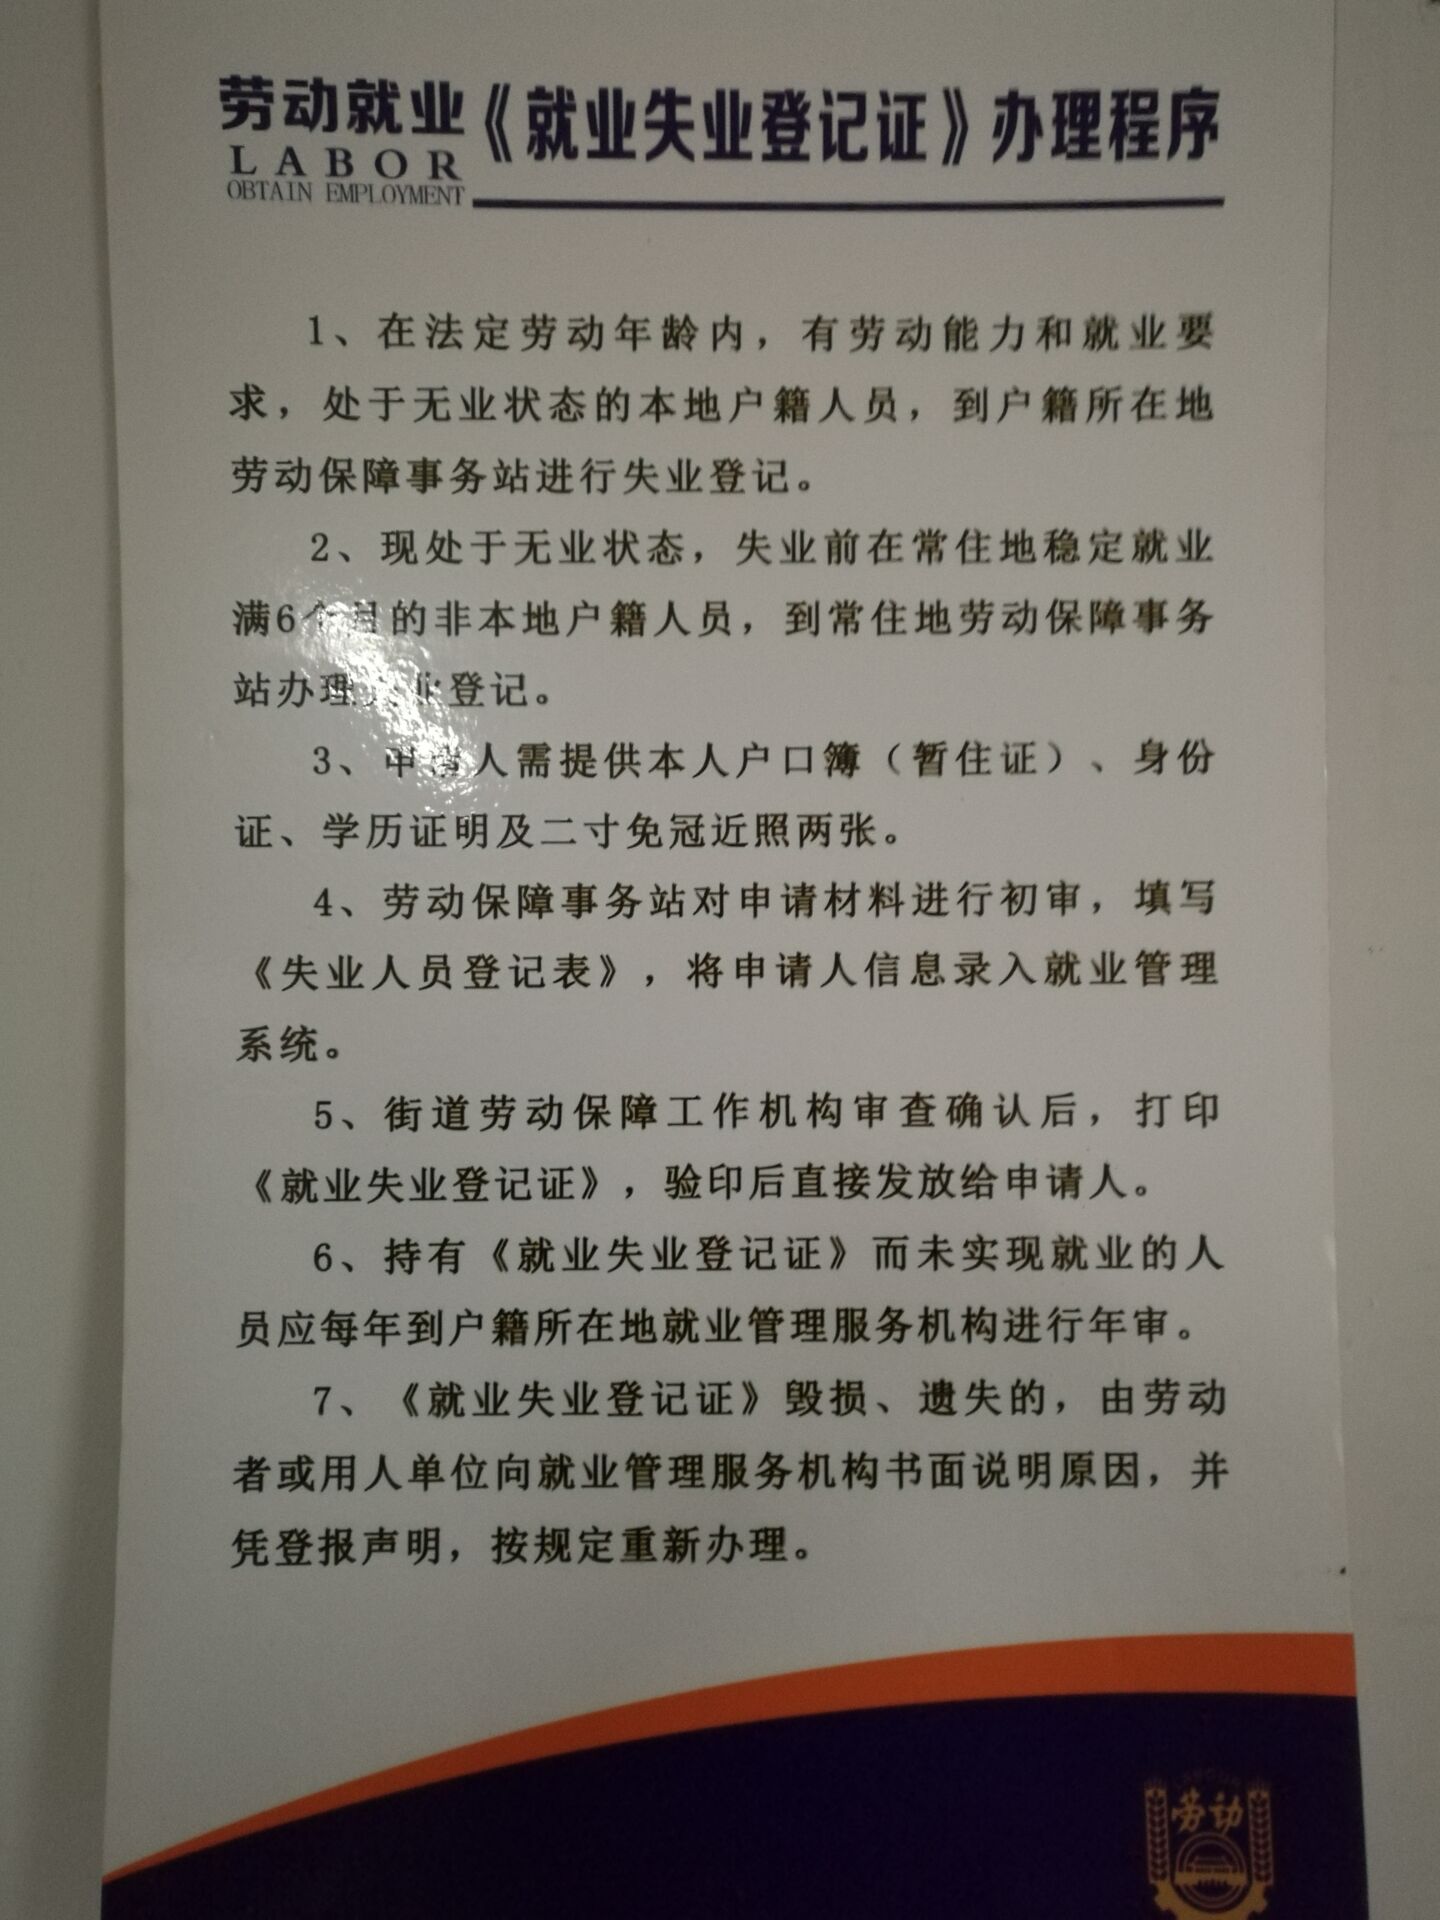 劳动就业《就业失业登记证》办理程序
LABOR
OBTAIN EMPLOYMENT
1、在法定劳动年龄内，有劳动能力和就业要
求，处于无业状态的本地户籍人员，到户籍所在地
劳动保障事务站进行失业登记。
2、现处于无业状态，失业前在常住地稳定就业
满6个月的非本地户籍人员，到常住地劳动保障事务
站办理业登记。
3、申请人需提供本人户口簿（暂住证）、身份
证、学历证明及二寸免冠近照两张。
4、劳动保障事务站对申请材料进行初审，填写
《失业人员登记表》，将申请人信息录入就业管理
系统。
5、街道劳动保障工作机构审查确认后，打印
《就业失业登记证》，验印后直接发放给申请人。
6、持有《就业失业登记证》而未实现就业的人
员应每年到户籍所在地就业管理服务机构进行年审。
7、《就业失业登记证》毁损、遗失的，由劳动
者或用人单位向就业管理服务机构书面说明原因，并
凭登报声明，按规定重新办理。
劳动